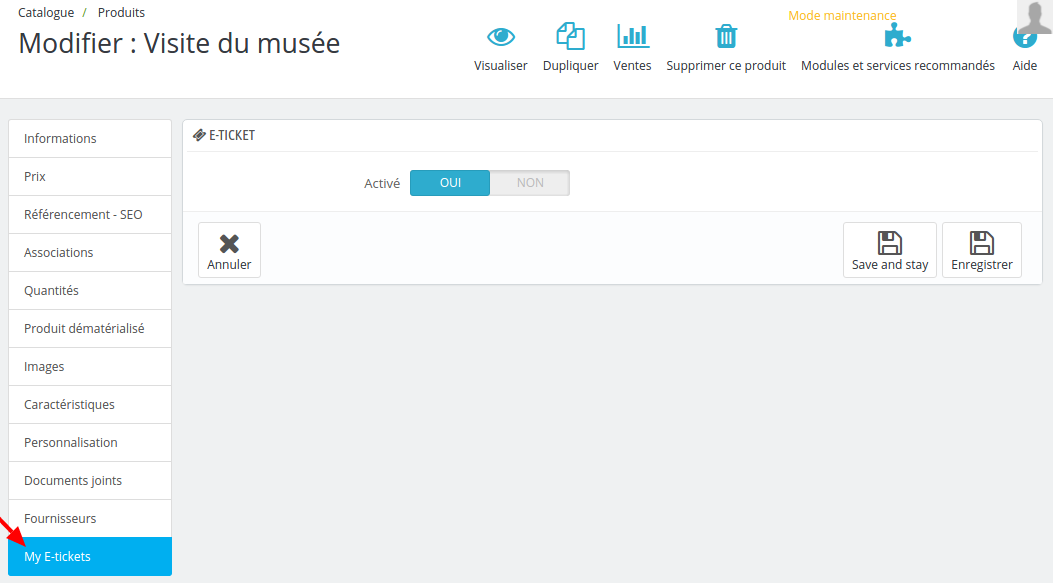 Catalogue / Produits
Modifier : Visite du musée
Mode maintenance
Visualiser
Dupliquer
Ventes
Supprimer ce produit
Modules et services recommandés
Aide
Informations
Prix
Référencement - SEO
Associations
Quantités
Produit dématérialisé
Images
Caractéristiques
Personnalisation
Documents joints
Fournisseurs
My E-tickets
E-TICKET
Activé OUI NON
Annuler
Save and stay
Enregistrer